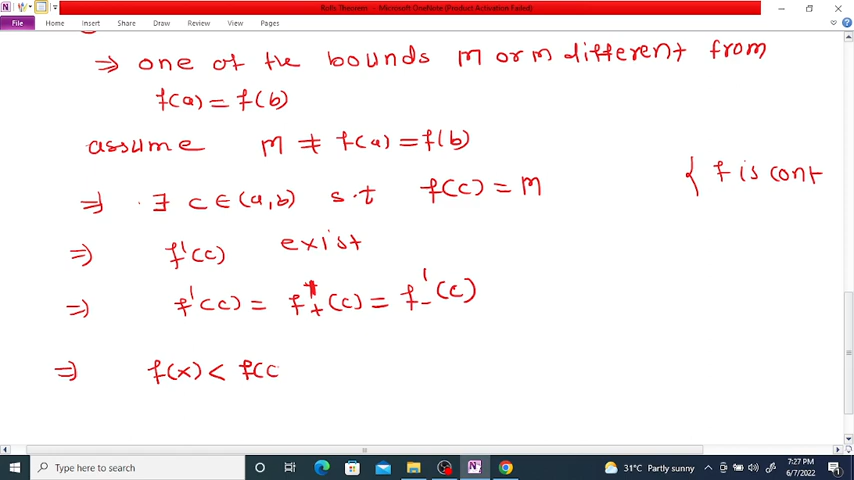 Rolls Theorem - Microsoft OneNote (Product Activation Failed)
File Home Insert Share Draw History Review View Pages
⇒ one of the bounds M or m different from
f(a) = f(b)
assume M ≠ f(a) = f(b)
⇒ ∃ c ∈ (a,b) s.t f(c) = M { f is cont
⇒ f'(c) exist
⇒ f'(c) = f'₊(c) = f'₋(c)
⇒ f(x) < f(c
Type here to search
31°C Partly sunny
7:27 PM
6/7/2022